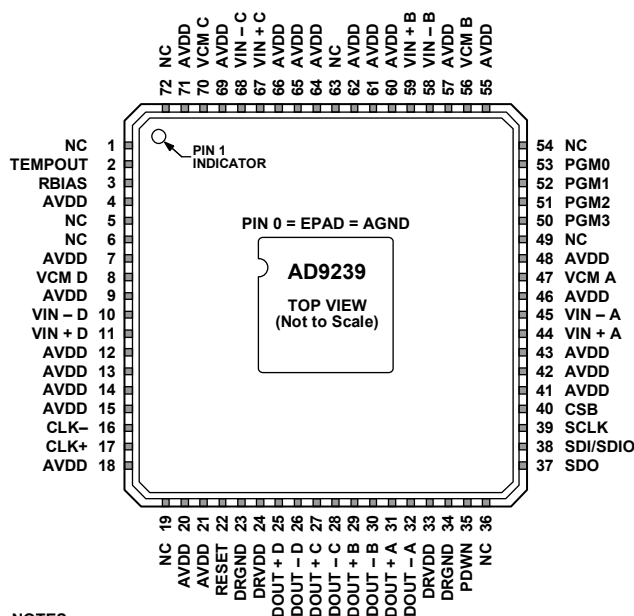 72 NC
71 AVDD
70 VCM C
69 AVDD
68 VIN – C
67 VIN + C
66 AVDD
65 AVDD
64 AVDD
63 NC
62 AVDD
61 AVDD
60 AVDD
59 VIN + B
58 VIN – B
57 AVDD
56 VCM B
55 AVDD
NC 1
TEMPOUT 2
RBIAS 3
AVDD 4
NC 5
NC 6
AVDD 7
VCM D 8
AVDD 9
VIN – D 10
VIN + D 11
AVDD 12
AVDD 13
AVDD 14
AVDD 15
CLK– 16
CLK+ 17
AVDD 18
PIN 1
INDICATOR
PIN 0 = EPAD = AGND
AD9239
TOP VIEW
(Not to Scale)
54 NC
53 PGM0
52 PGM1
51 PGM2
50 PGM3
49 NC
48 AVDD
47 VCM A
46 AVDD
45 VIN – A
44 VIN + A
43 AVDD
42 AVDD
41 AVDD
40 CSB
39 SCLK
38 SDI/SDIO
37 SDO
NC 19
AVDD 20
AVDD 21
RESET 22
DRGND 23
DRVDD 24
DOUT + D 25
DOUT – D 26
DOUT + C 27
DOUT – C 28
DOUT + B 29
DOUT – B 30
DOUT + A 31
DOUT – A 32
DRVDD 33
DRGND 34
PDWN 35
NC 36